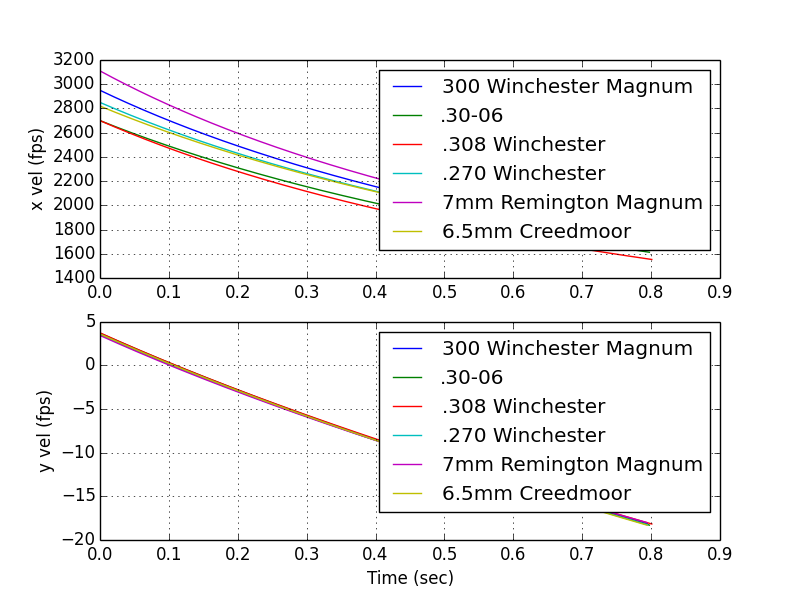 3200
3000
2800
2600
2400
2200
2000
1800
1600
1400
x vel (fps)
300 Winchester Magnum
.30-06
.308 Winchester
.270 Winchester
7mm Remington Magnum
6.5mm Creedmoor
0.0 0.1 0.2 0.3 0.4 0.5 0.6 0.7 0.8 0.9
5
0
−5
−10
−15
−20
y vel (fps)
300 Winchester Magnum
.30-06
.308 Winchester
.270 Winchester
7mm Remington Magnum
6.5mm Creedmoor
0.0 0.1 0.2 0.3 0.4 0.5 0.6 0.7 0.8 0.9
Time (sec)